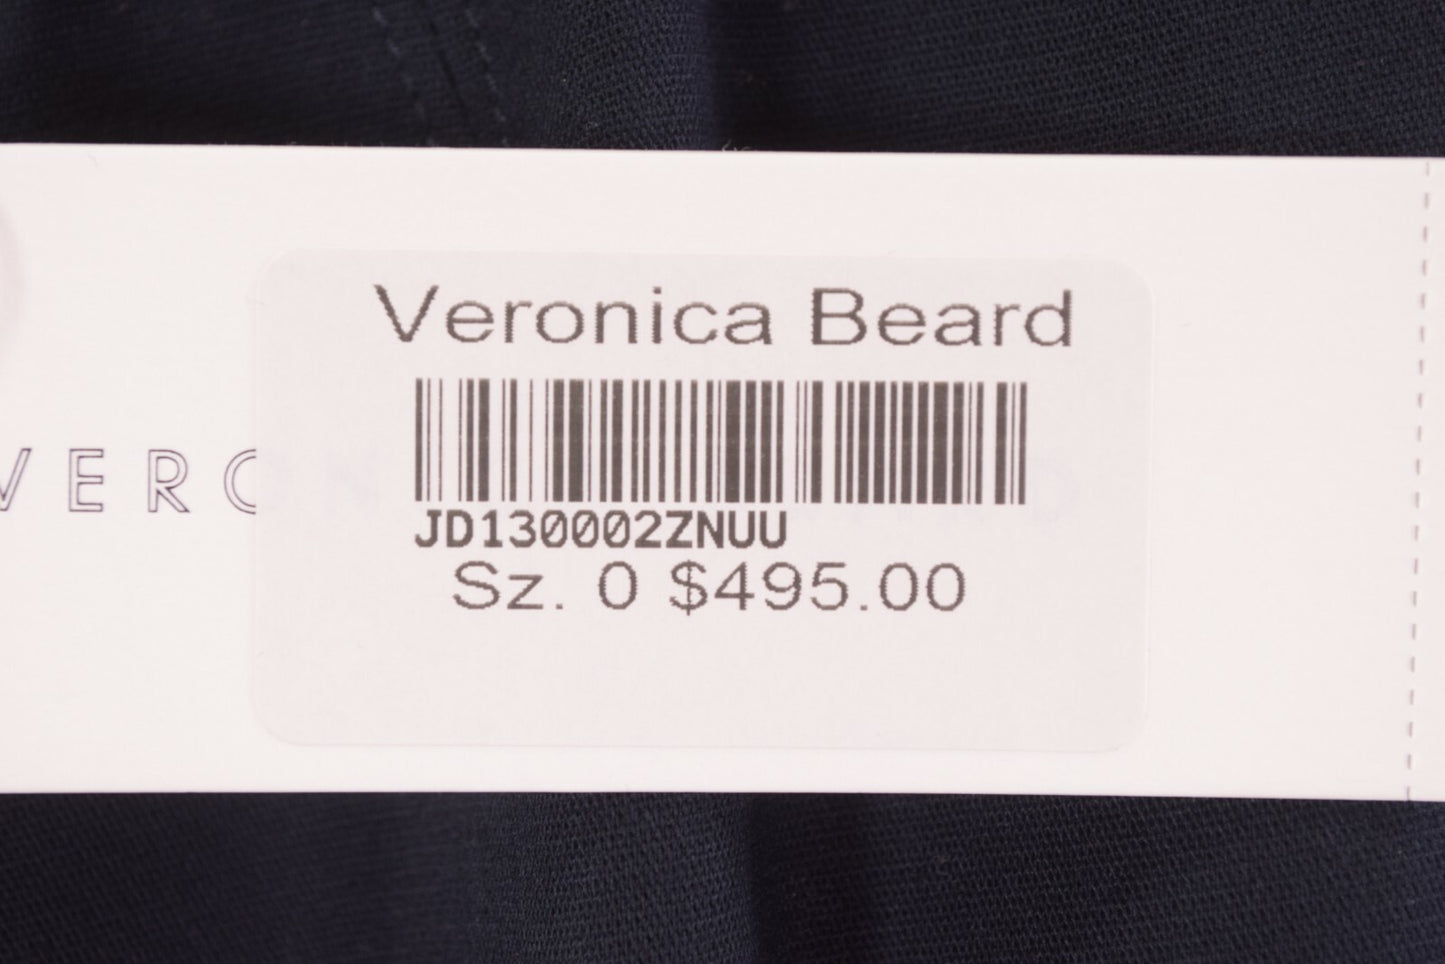 Veronica Beard
VERO
JD130002ZNUU
Sz. 0 $495.00